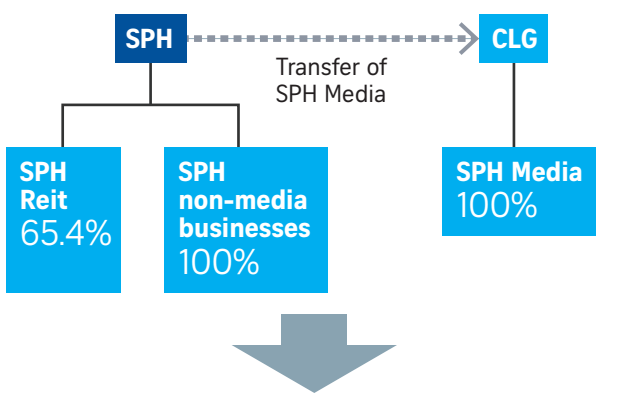 SPH
CLG
Transfer of
SPH Media
SPH
Reit
65.4%
SPH
non-media
businesses
100%
SPH Media
100%